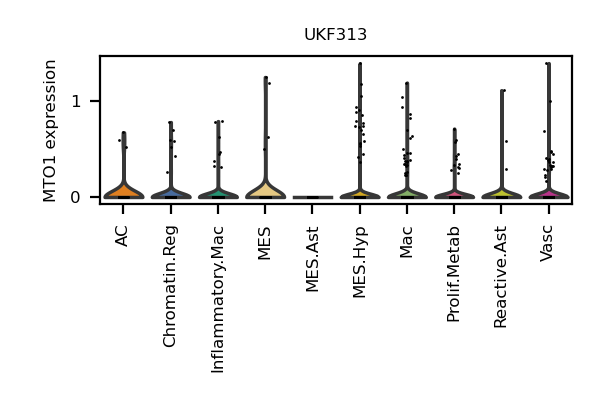 UKF313
MTO1 expression
1
0
AC
Chromatin.Reg
Inflammatory.Mac
MES
MES.Ast
MES.Hyp
Mac
Prolif.Metab
Reactive.Ast
Vasc